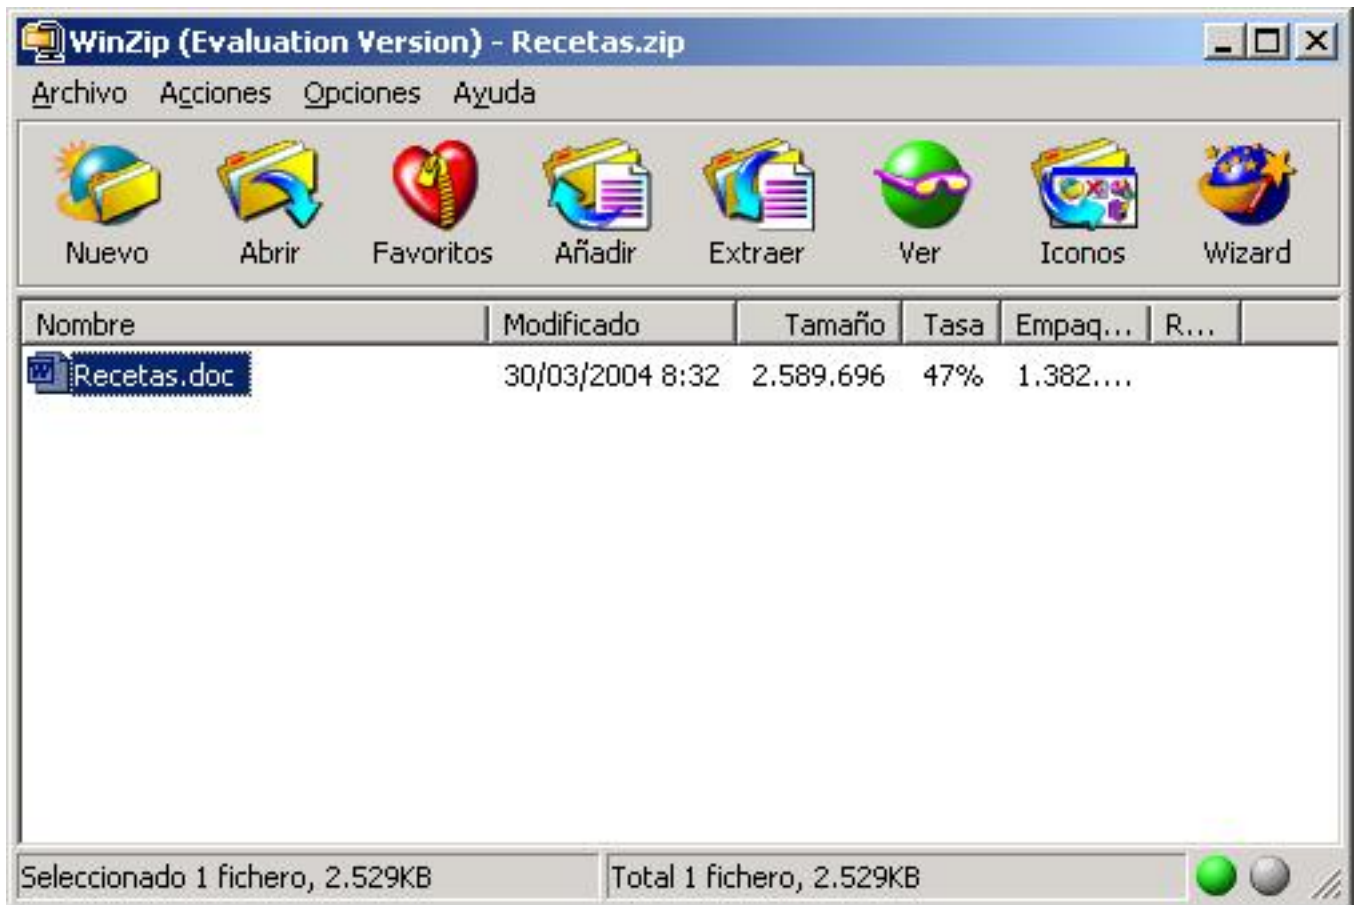 WinZip (Evaluation Version) - Recetas.zip
Archivo Acciones Opciones Ayuda
Nuevo Abrir Favoritos Añadir Extraer Ver Iconos Wizard
Nombre Modificado Tamaño Tasa Empaq... R...
Recetas.doc 30/03/2004 8:32 2.589.696 47% 1.382....
Seleccionado 1 fichero, 2.529KB Total 1 fichero, 2.529KB